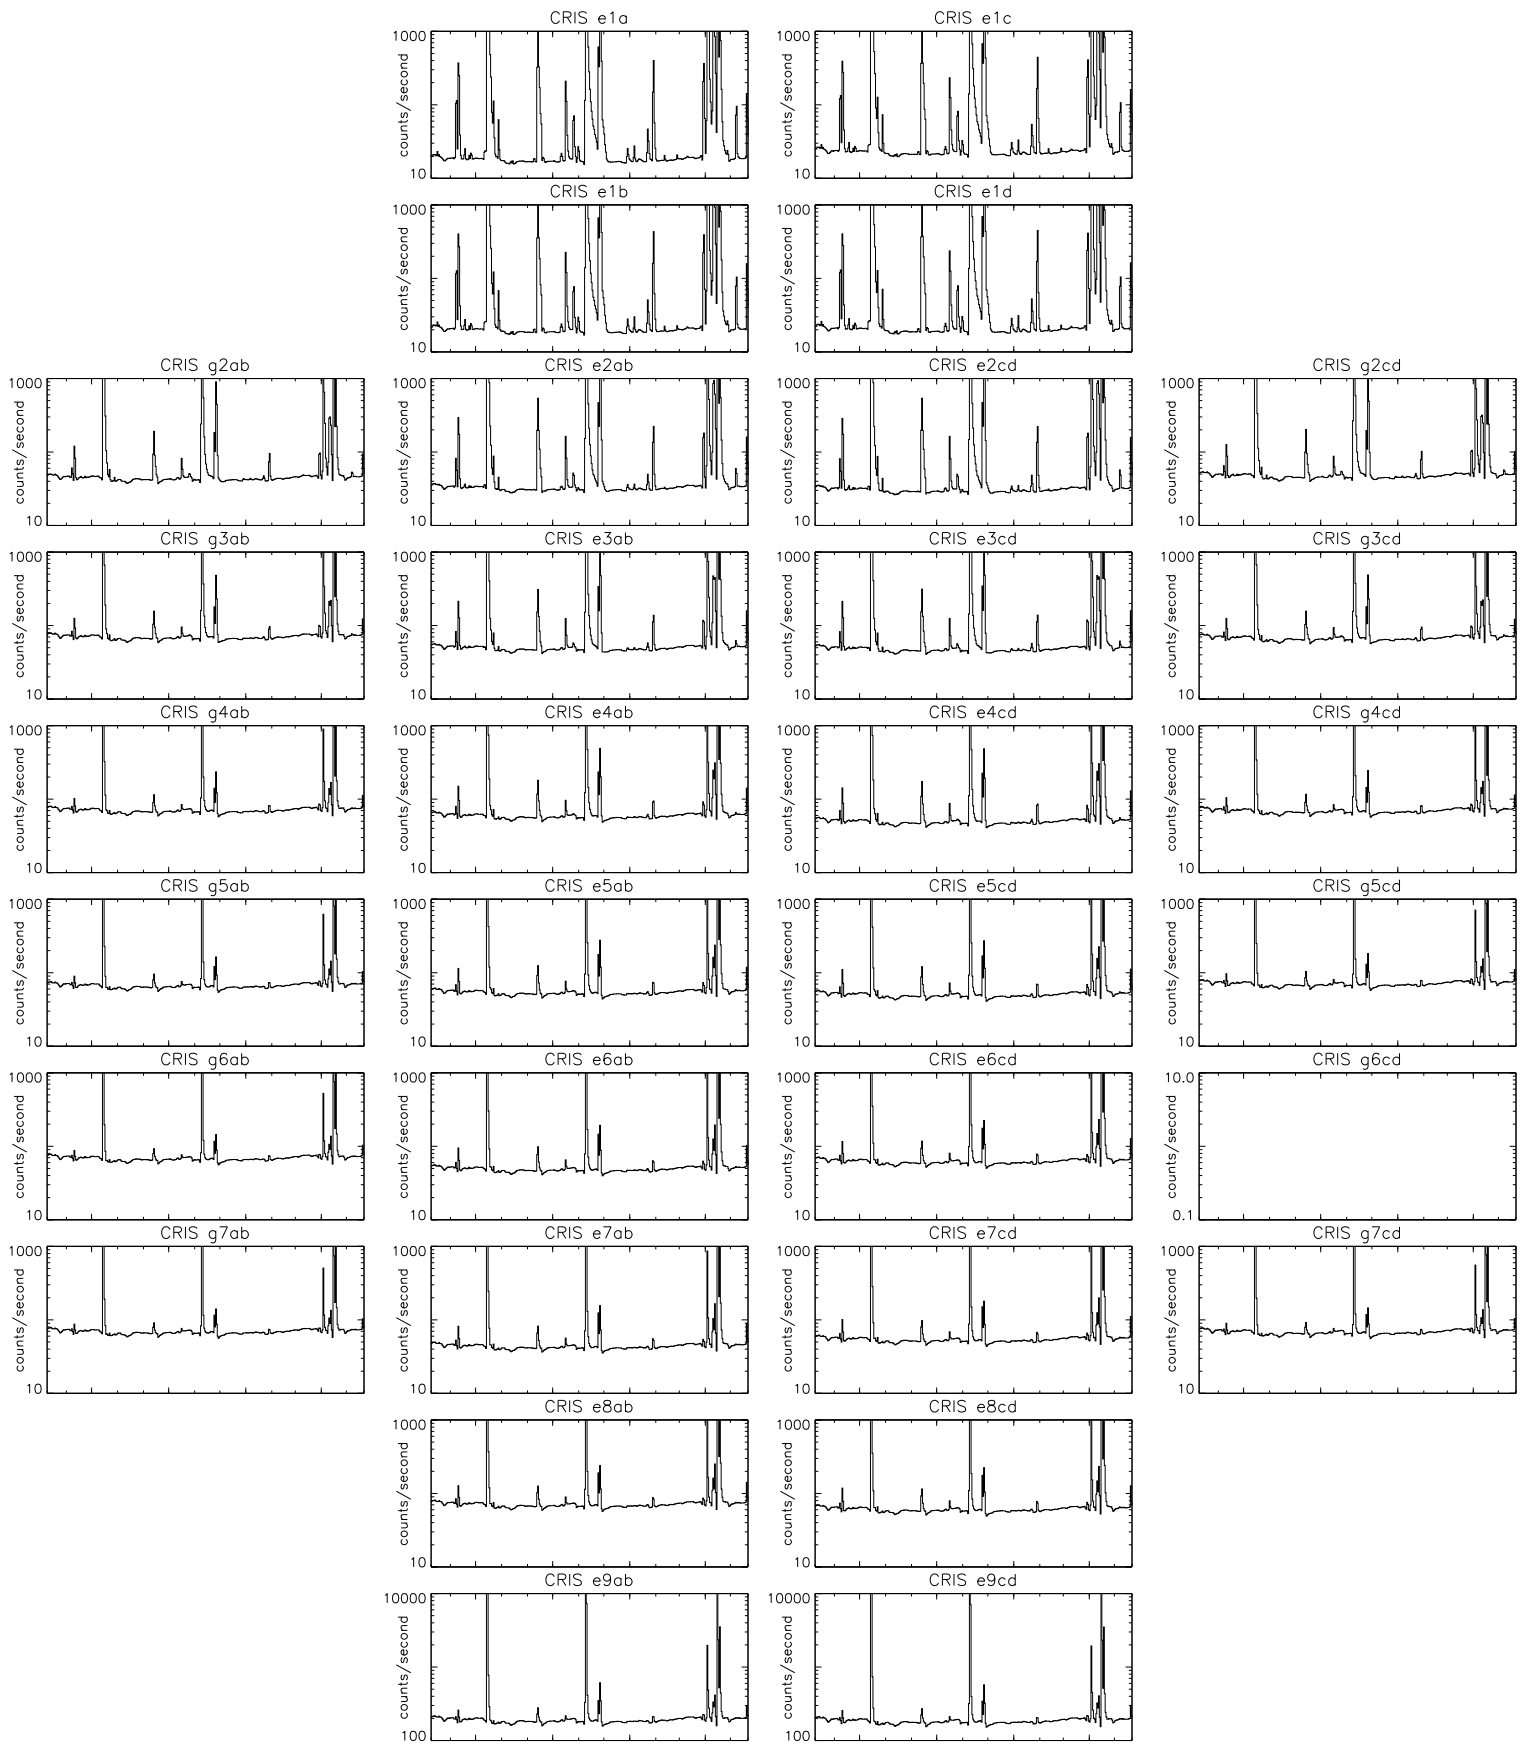 CRIS e1a
1000
counts/second
10
CRIS e1c
1000
counts/second
10
CRIS e1b
1000
counts/second
10
CRIS e1d
1000
counts/second
10
CRIS g2ab
1000
counts/second
10
CRIS e2ab
1000
counts/second
10
CRIS e2cd
1000
counts/second
10
CRIS g2cd
1000
counts/second
10
CRIS g3ab
1000
counts/second
10
CRIS e3ab
1000
counts/second
10
CRIS e3cd
1000
counts/second
10
CRIS g3cd
1000
counts/second
10
CRIS g4ab
1000
counts/second
10
CRIS e4ab
1000
counts/second
10
CRIS e4cd
1000
counts/second
10
CRIS g4cd
1000
counts/second
10
CRIS g5ab
1000
counts/second
10
CRIS e5ab
1000
counts/second
10
CRIS e5cd
1000
counts/second
10
CRIS g5cd
1000
counts/second
10
CRIS g6ab
1000
counts/second
10
CRIS e6ab
1000
counts/second
10
CRIS e6cd
1000
counts/second
10
CRIS g6cd
10.0
counts/second
1.0
0.1
CRIS g7ab
1000
counts/second
10
CRIS e7ab
1000
counts/second
10
CRIS e7cd
1000
counts/second
10
CRIS g7cd
1000
counts/second
10
CRIS e8ab
1000
counts/second
10
CRIS e8cd
1000
counts/second
10
CRIS e9ab
10000
counts/second
100
CRIS e9cd
10000
counts/second
100